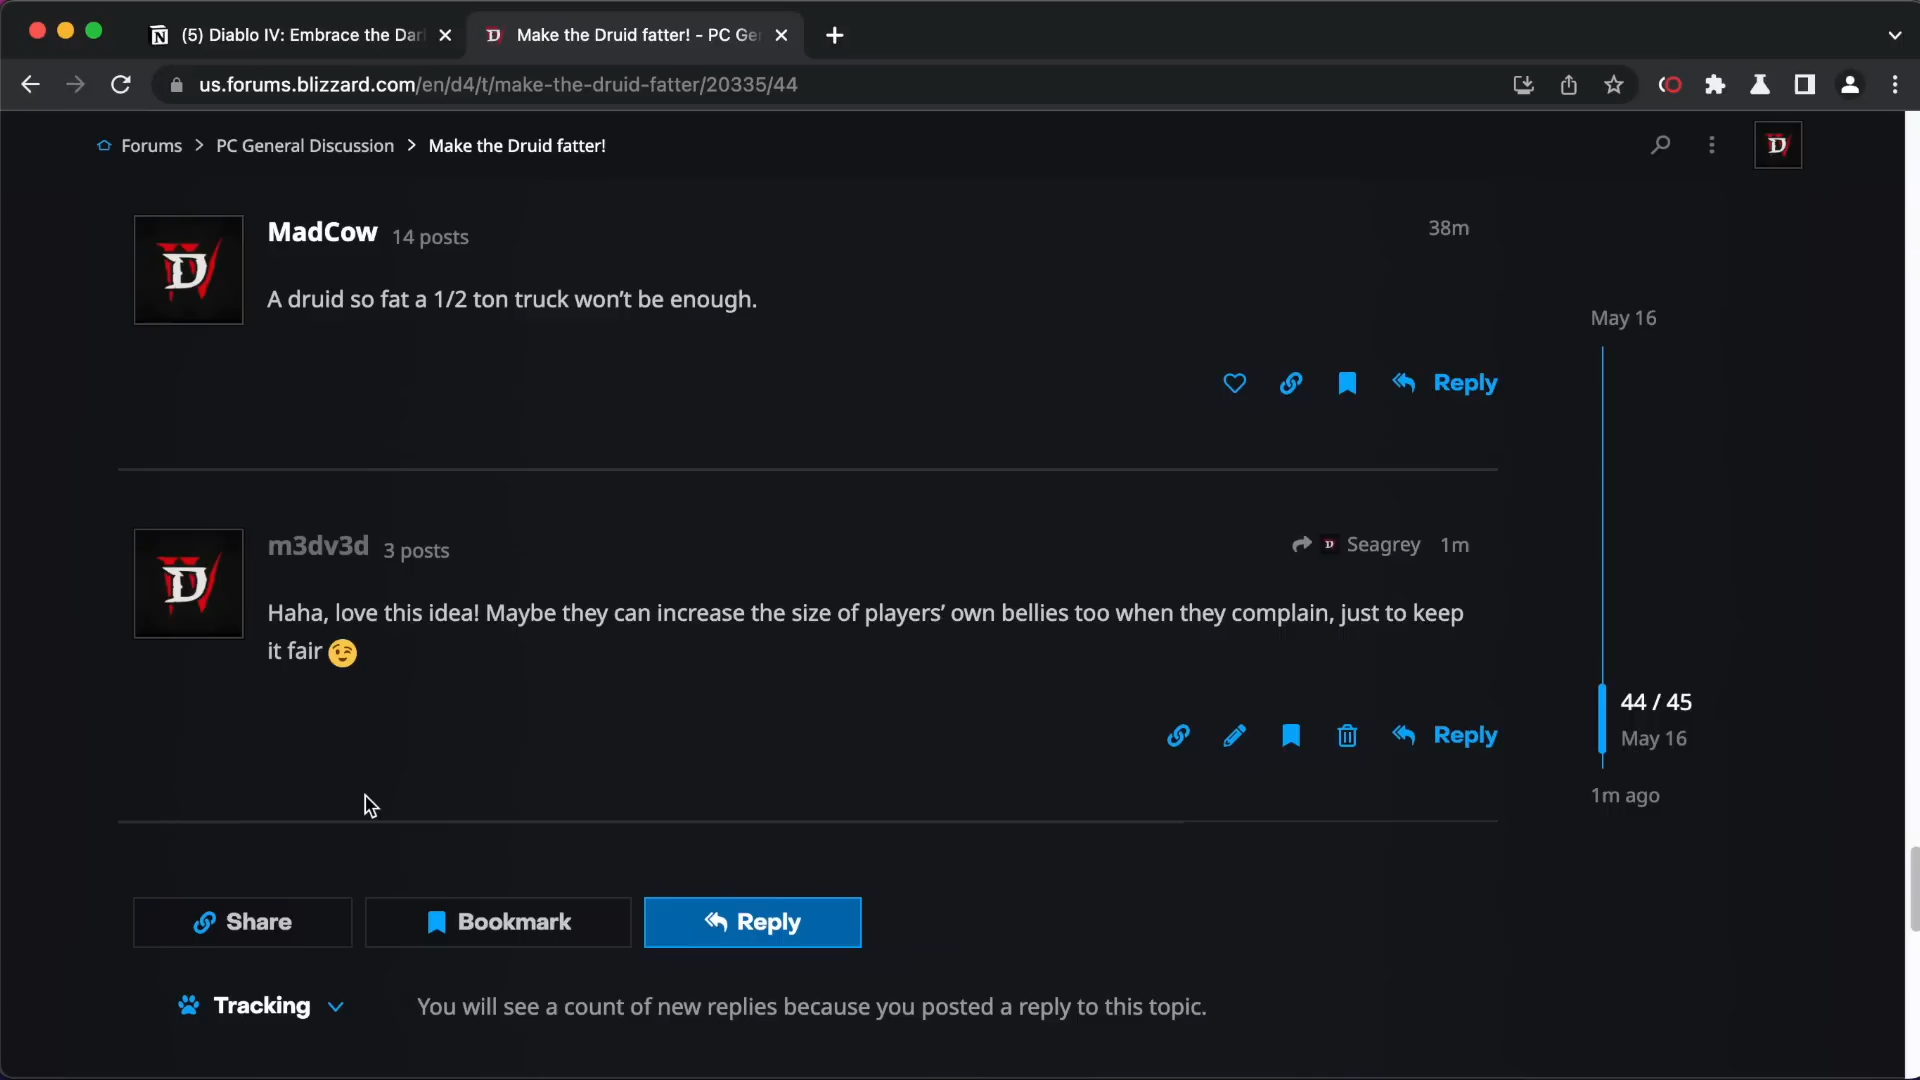 (5) Diablo IV: Embrace the Dar
Make the Druid fatter! - PC Ge
us.forums.blizzard.com/en/d4/t/make-the-druid-fatter/20335/44
Forums > PC General Discussion > Make the Druid fatter!
MadCow 14 posts 38m
A druid so fat a 1/2 ton truck won’t be enough.
Reply
May 16
m3dv3d 3 posts Seagrey 1m
Haha, love this idea! Maybe they can increase the size of players’ own bellies too when they complain, just to keep
it fair 😉
Reply
44 / 45
May 16
1m ago
Share Bookmark Reply
Tracking You will see a count of new replies because you posted a reply to this topic.